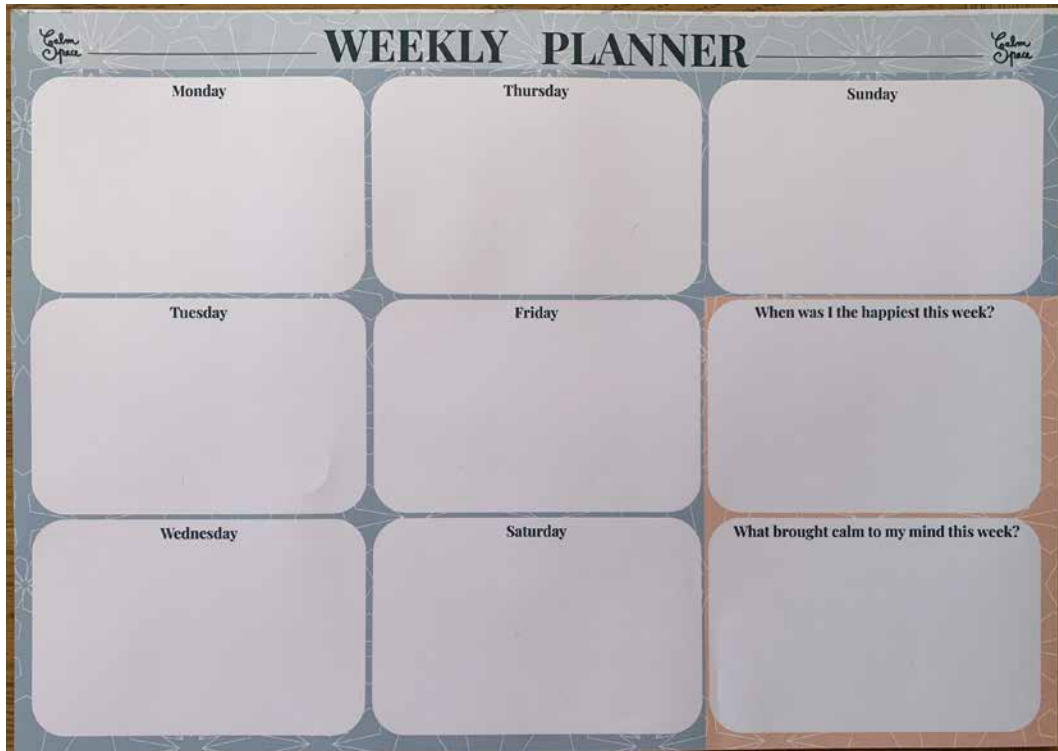 Calm
Space
WEEKLY PLANNER
Calm
Space
Monday
Tuesday
Wednesday
Thursday
Friday
Saturday
Sunday
When was I the happiest this week?
What brought calm to my mind this week?